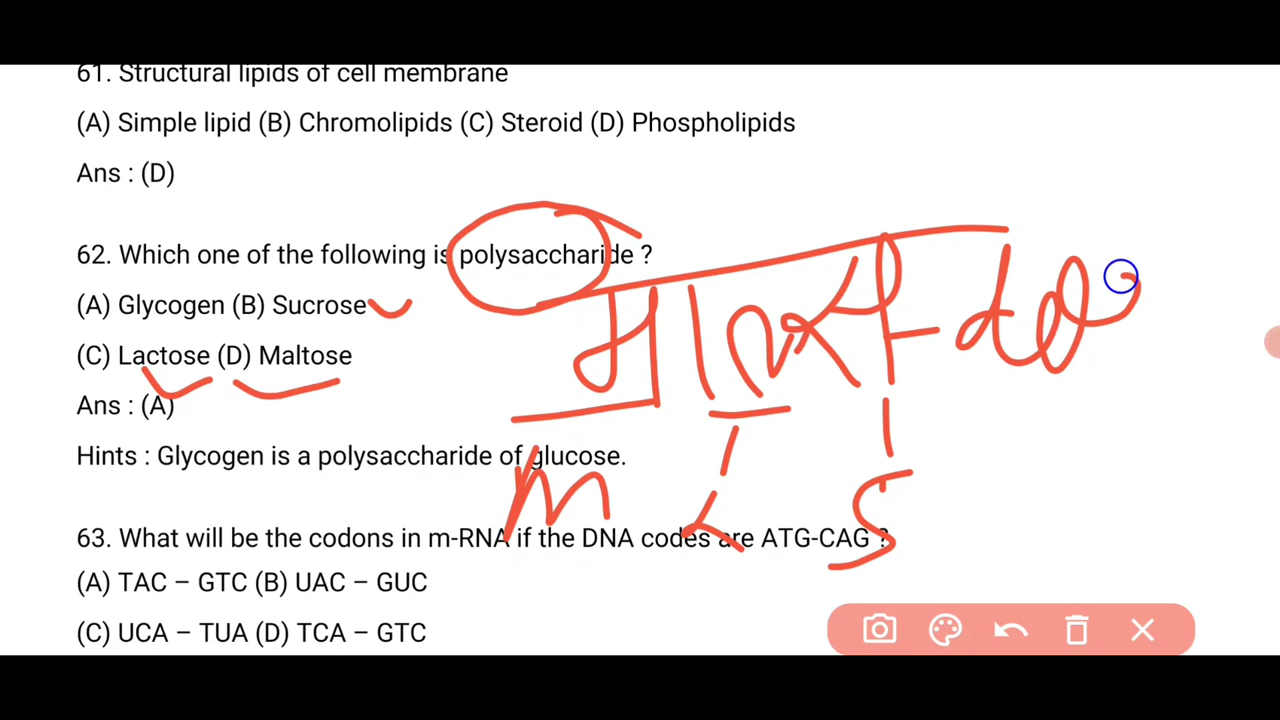 61. Structural lipids of cell membrane
(A) Simple lipid (B) Chromolipids (C) Steroid (D) Phospholipids
Ans : (D)
62. Which one of the following is polysaccharide ?
(A) Glycogen (B) Sucrose
(C) Lactose (D) Maltose
Ans : (A)
Hints : Glycogen is a polysaccharide of glucose.
M L S
63. What will be the codons in m-RNA if the DNA codes are ATG-CAG ?
(A) TAC – GTC (B) UAC – GUC
(C) UCA – TUA (D) TCA – GTC